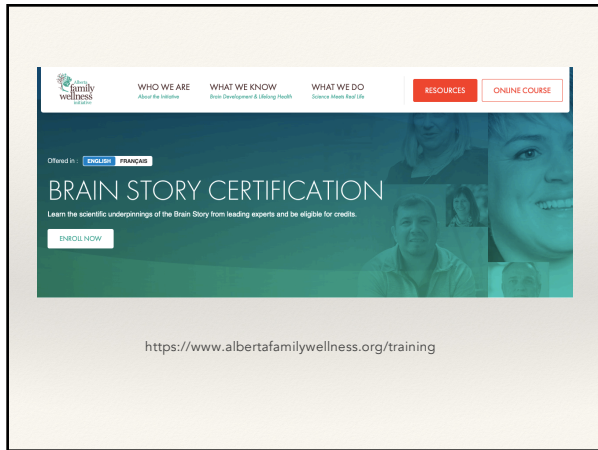 Alberta
family
wellness
initiative
WHO WE ARE
About the Initiative
WHAT WE KNOW
Brain Development & Lifelong Health
WHAT WE DO
Science Meets Real Life
RESOURCES
ONLINE COURSE
Offered in : ENGLISH FRANÇAIS
BRAIN STORY CERTIFICATION
Learn the scientific underpinnings of the Brain Story from leading experts and be eligible for credits.
ENROLL NOW
https://www.albertafamilywellness.org/training